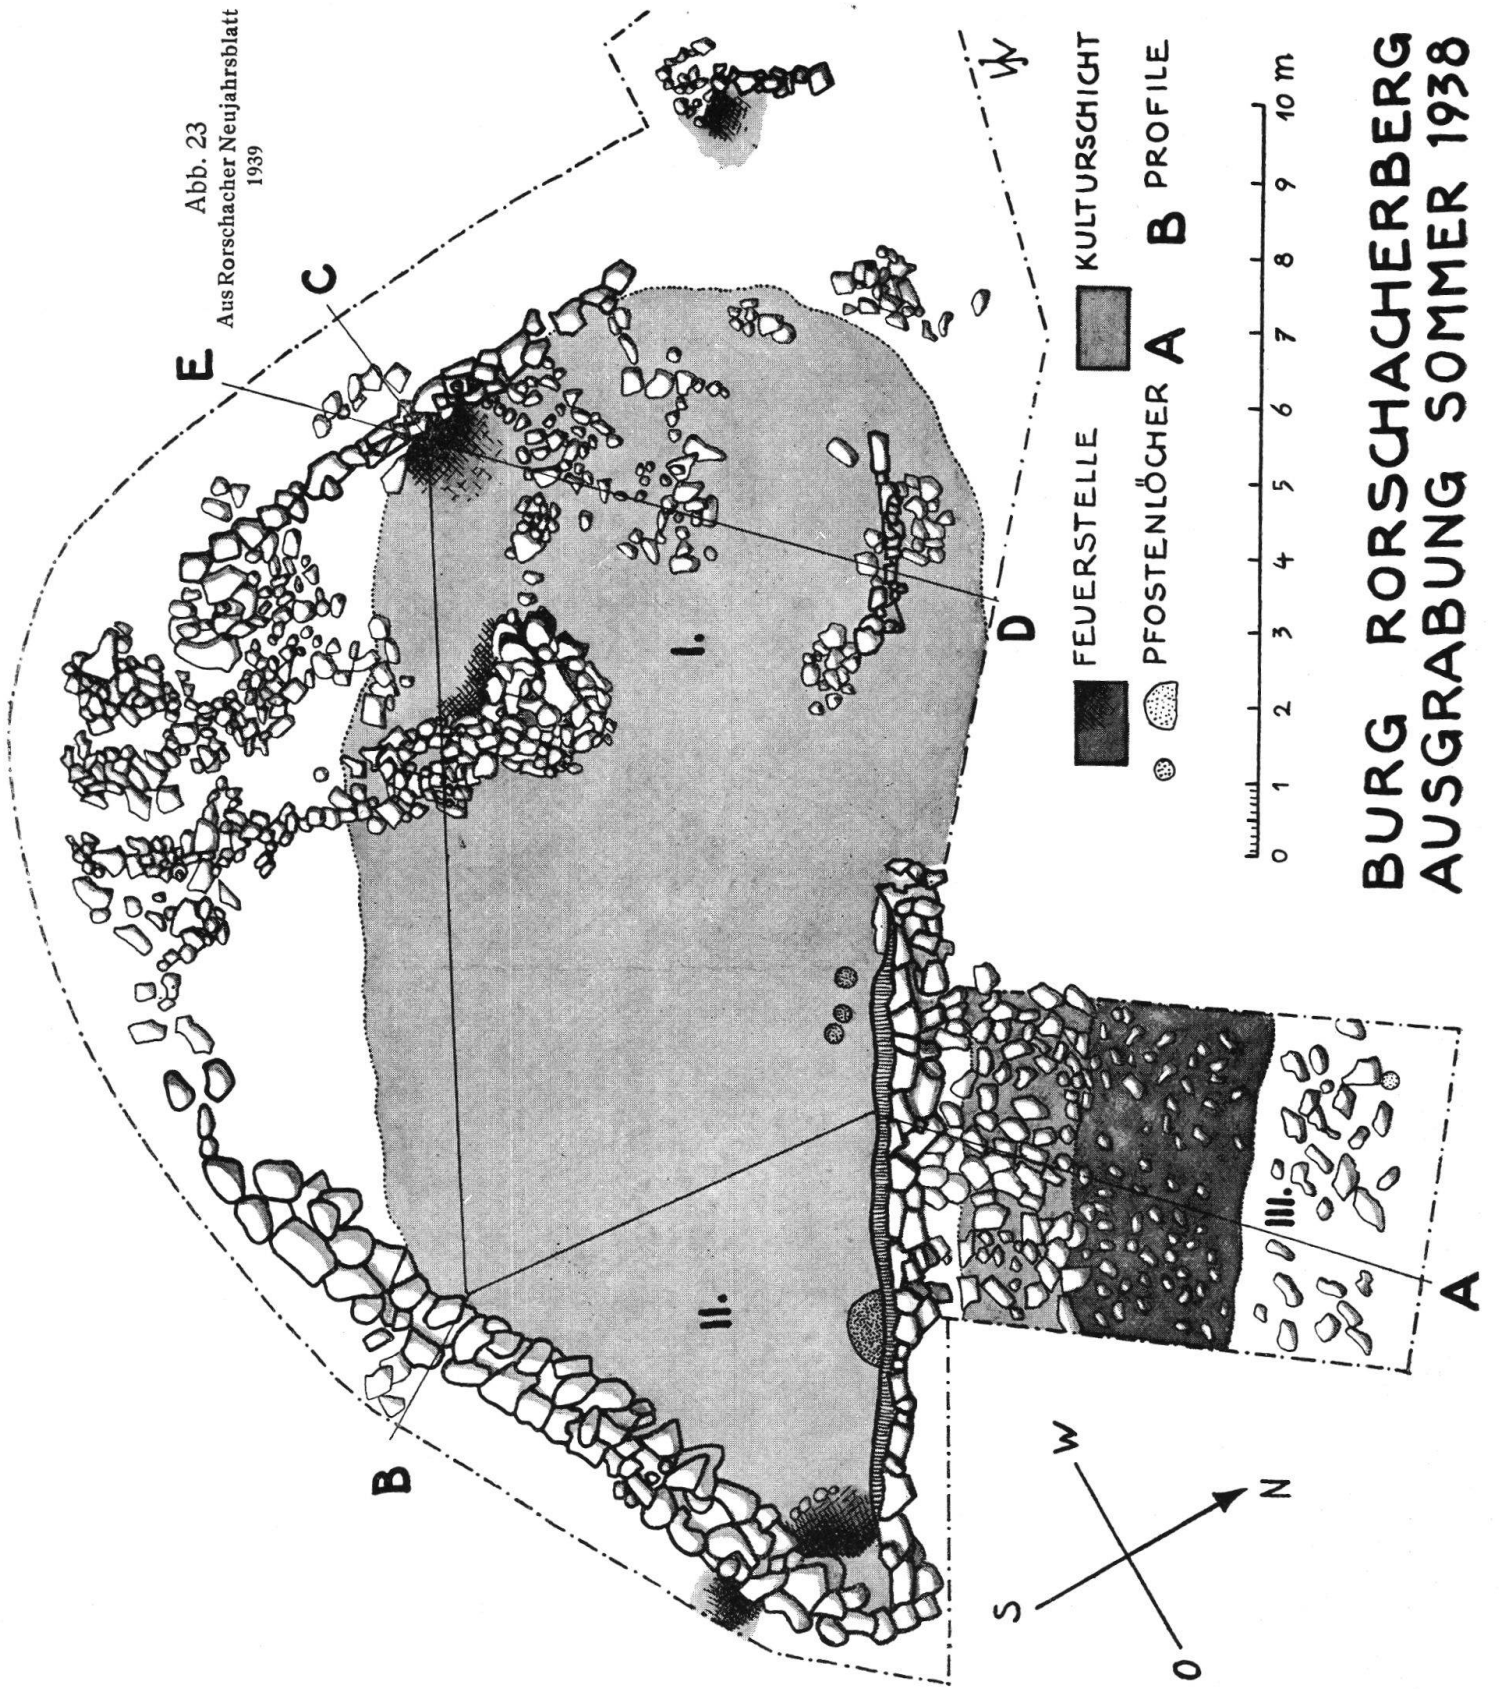 Abb. 23
Aus Rorschacher Neujahrsblatt
1939
E
C
I.
D
II.
B
III.
A
FEUERSTELLE
KULTURSCHICHT
PFOSTENLÖCHER
A B PROFILE
0 1 2 3 4 5 6 7 8 9 10 m
BURG RORSCHACHERBERG
AUSGRABUNG SOMMER 1938
S
W
N
O